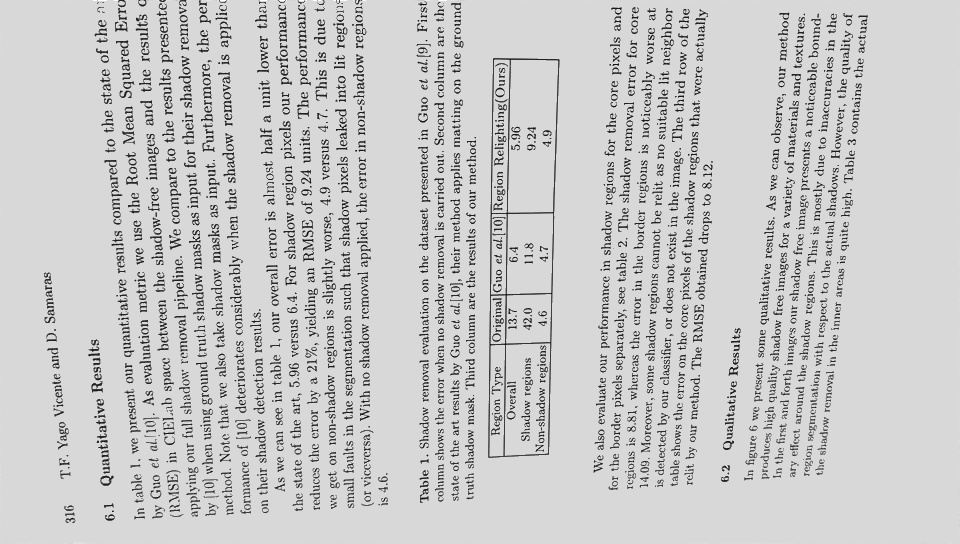 316 T.F. Yago Vicente and D. Samaras
6.1 Quantitative Results
In table 1. we present our quantitative results compared to the state of the
by Guo et al.[10]. As evaluation metric we use the Root Mean Squared Erro
(RMSE) in CIELab space between the shadow-free images and the results o
applying our full shadow removal pipeline. We compare to the results presented
by [10] when using ground truth shadow masks as input for their shadow remova
method. Note that we also take shadow masks as input. Furthermore, the per
formance of [10] deteriorates considerably when the shadow removal is applie
on their shadow detection results.
As we can see in table 1, our overall error is almost half a unit lower than
the state of the art, 5.96 versus 6.4. For shadow region pixels our performance
reduces the error by a 21%, yielding an RMSE of 9.24 units. The performance
we get on non-shadow regions is slightly worse, 4.9 versus 4.7. This is due to
small faults in the segmentation such that shadow pixels leaked into lit regions
(or viceversa). With no shadow removal applied, the error in non-shadow regions
is 4.6.
Table 1. Shadow removal evaluation on the dataset presented in Guo et al.[9]. First
column shows the error when no shadow removal is carried out. Second column are the
state of the art results by Guo et al.[10], their method applies matting on the ground
truth shadow mask. Third column are the results of our method.
Region Type Original Guo et al.[10] Region Relighting(Ours)
Overall 13.7 6.4 5.96
Shadow regions 42.0 11.8 9.24
Non-shadow regions 4.6 4.7 4.9
We also evaluate our performance in shadow regions for the core pixels and
for the border pixels separately, see table 2. The shadow removal error for core
regions is 8.81, whereas the error in the border regions is noticeably worse at
14.09. Moreover, some shadow regions cannot be relit as no suitable lit neighbor
is detected by our classifier, or does not exist in the image. The third row of the
table shows the error on the core pixels of the shadow regions that were actually
relit by our method. The RMSE obtained drops to 8.12.
6.2 Qualitative Results
In figure 6 we present some qualitative results. As we can observe, our method
produces high quality shadow free images for a variety of materials and textures.
In the first and forth images our shadow free image presents a noticeable bound-
ary effect around the shadow regions. This is mostly due to inaccuracies in the
region segmentation with respect to the actual shadows. However, the quality of
the shadow removal in the inner areas is quite high. Table 3 contains the actual